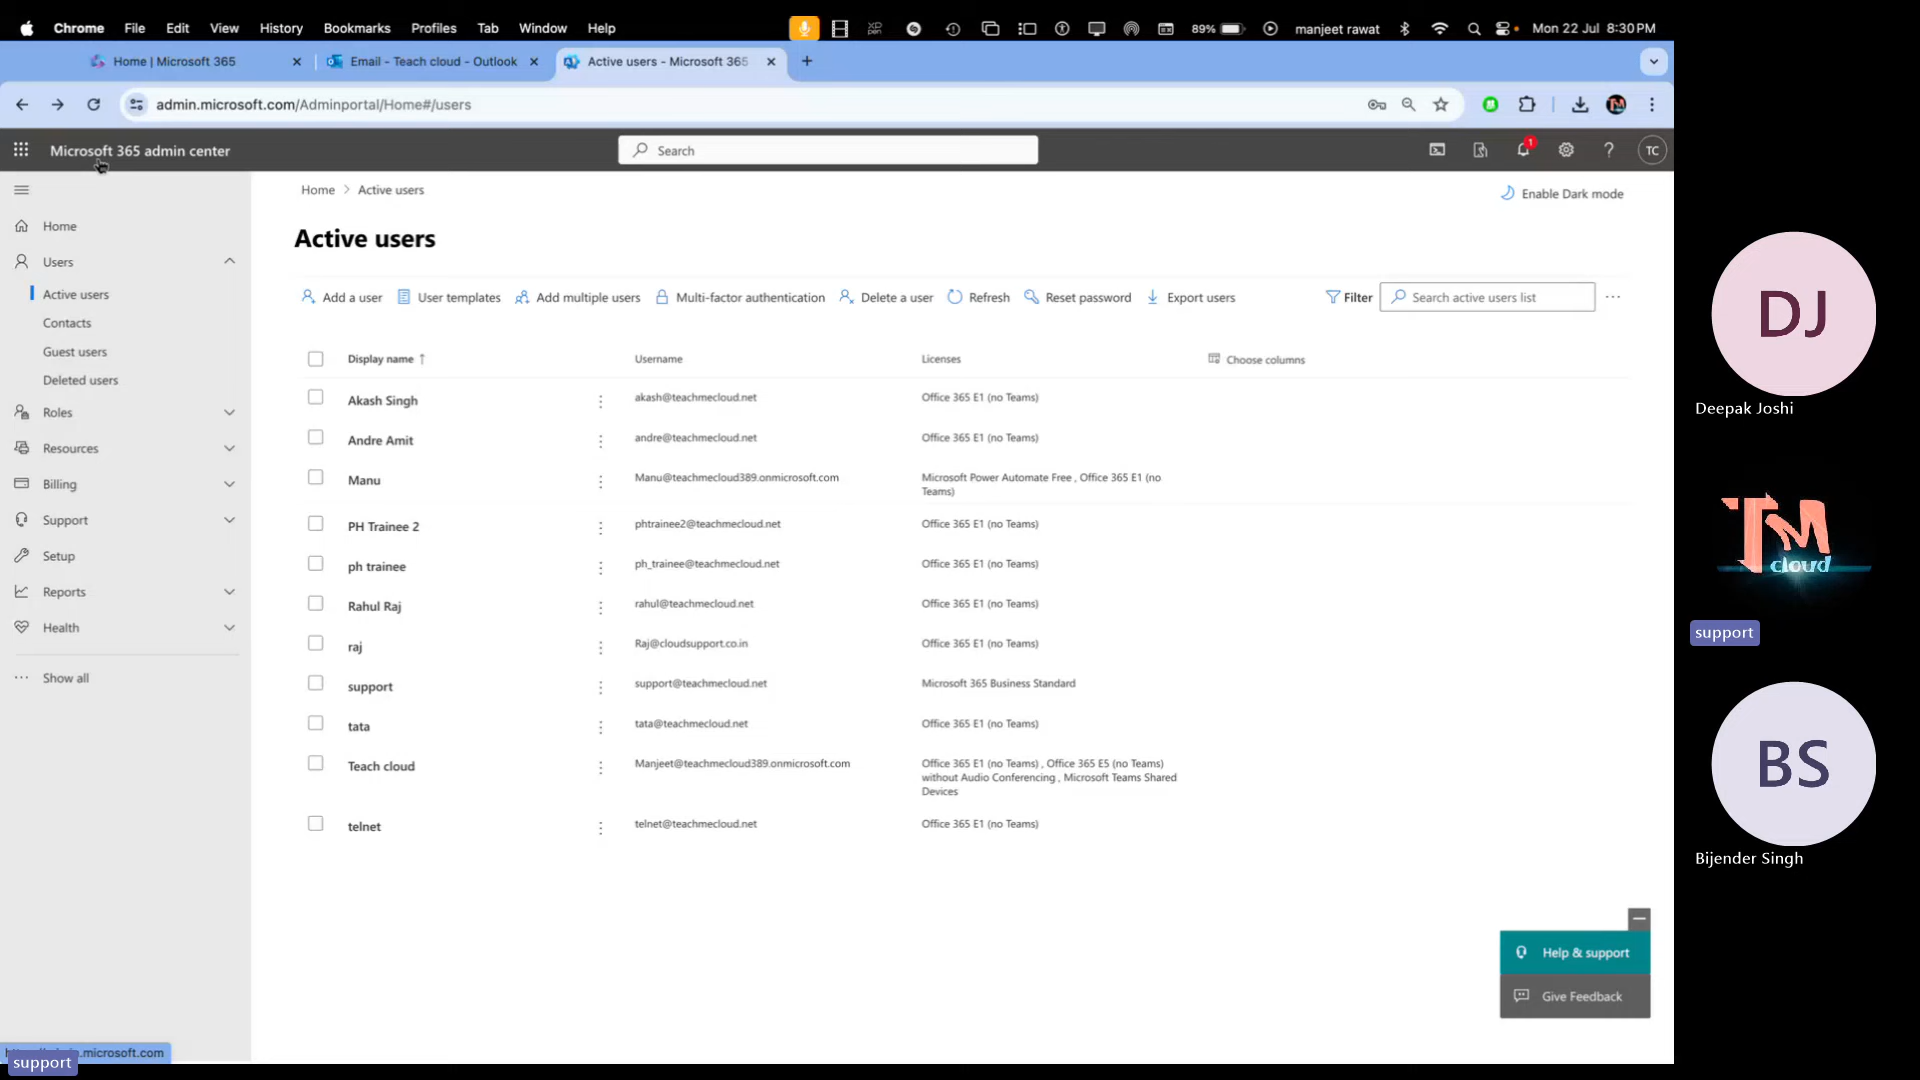 Chrome File Edit View History Bookmarks Profiles Tab Window Help
XP PEN 89% manjeet rawat Mon 22 Jul 8:30 PM
Home | Microsoft 365
Email - Teach cloud - Outlook
Active users - Microsoft 365
admin.microsoft.com/Adminportal/Home#/users
Microsoft 365 admin center
Search
1
TC
Home
Users
Active users
Contacts
Guest users
Deleted users
Roles
Resources
Billing
Support
Setup
Reports
Health
Show all
Home > Active users
Enable Dark mode
Active users
Add a user User templates Add multiple users Multi-factor authentication Delete a user Refresh Reset password Export users Filter Search active users list
Display name ↑ Username Licenses Choose columns
Akash Singh akash@teachmecloud.net Office 365 E1 (no Teams)
Andre Amit andre@teachmecloud.net Office 365 E1 (no Teams)
Manu Manu@teachmecloud389.onmicrosoft.com Microsoft Power Automate Free , Office 365 E1 (no
Teams)
PH Trainee 2 phtrainee2@teachmecloud.net Office 365 E1 (no Teams)
ph trainee ph_trainee@teachmecloud.net Office 365 E1 (no Teams)
Rahul Raj rahul@teachmecloud.net Office 365 E1 (no Teams)
raj Raj@cloudsupport.co.in Office 365 E1 (no Teams)
support support@teachmecloud.net Microsoft 365 Business Standard
tata tata@teachmecloud.net Office 365 E1 (no Teams)
Teach cloud Manjeet@teachmecloud389.onmicrosoft.com Office 365 E1 (no Teams) , Office 365 E5 (no Teams)
without Audio Conferencing , Microsoft Teams Shared
Devices
telnet telnet@teachmecloud.net Office 365 E1 (no Teams)
Help & support
Give Feedback
.microsoft.com
support
DJ
Deepak Joshi
TM
cloud
support
BS
Bijender Singh